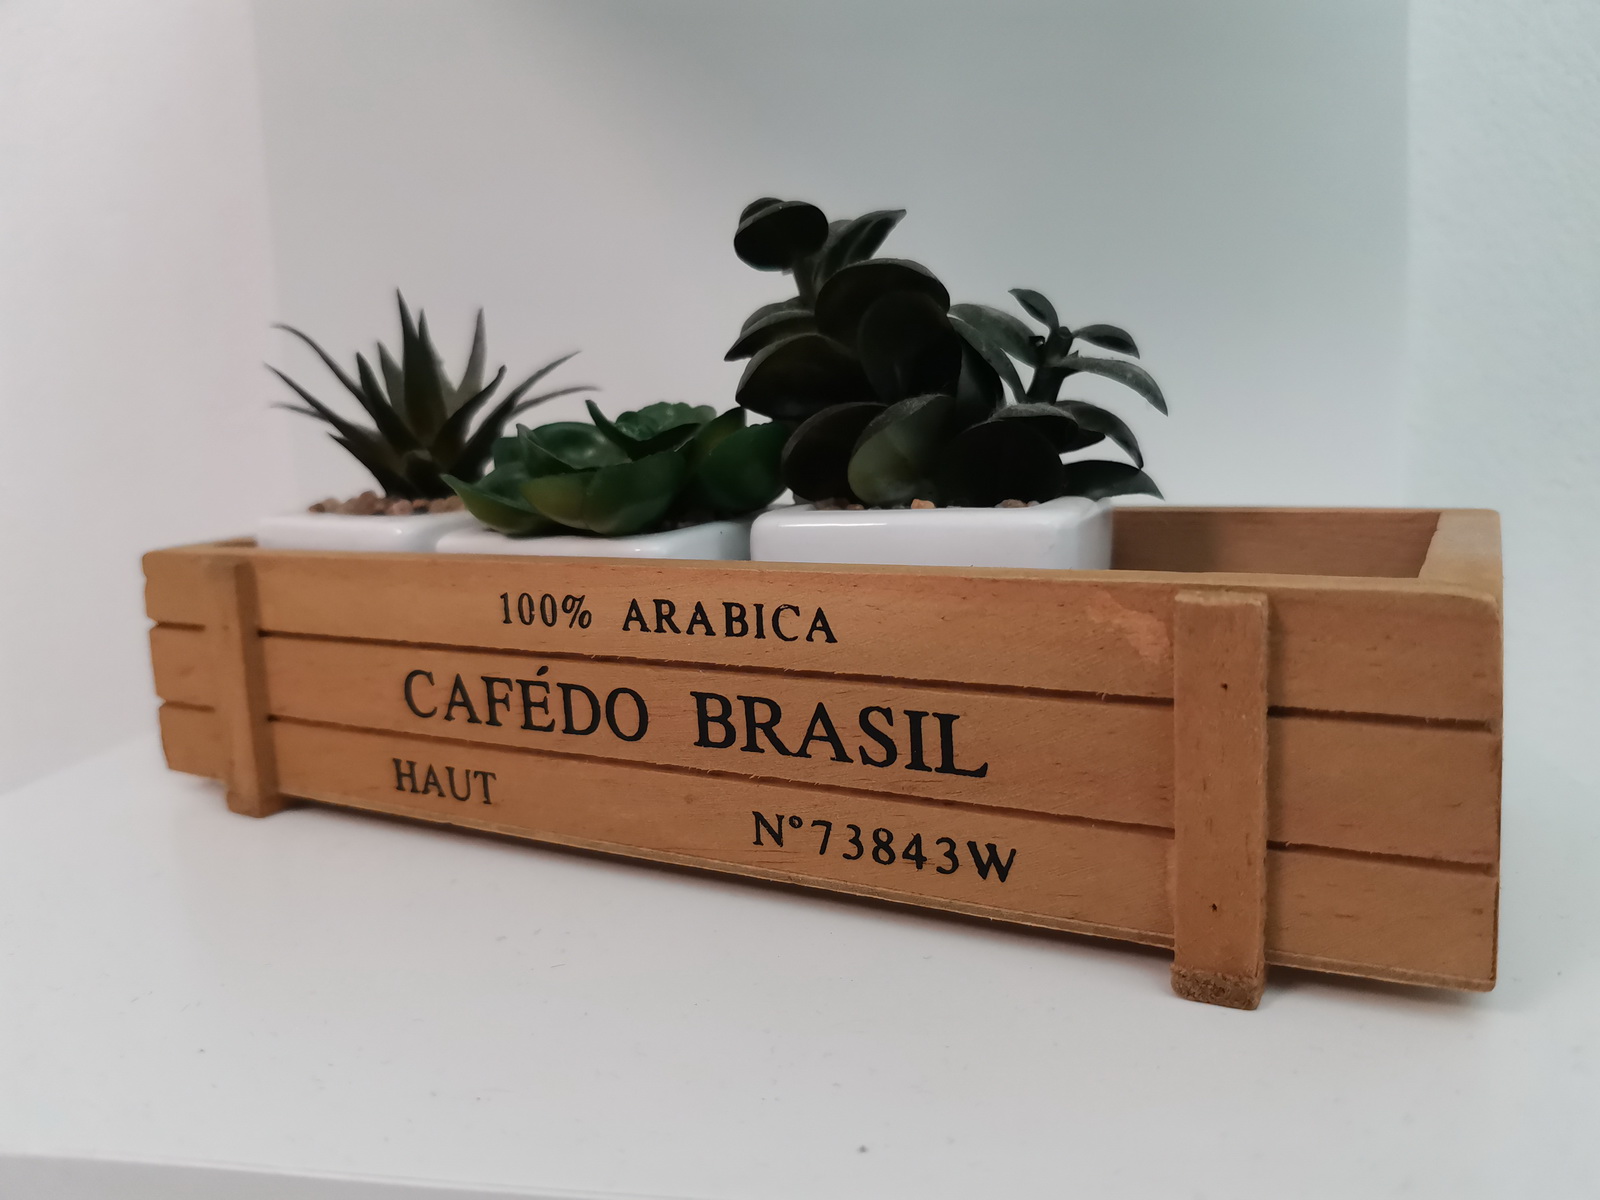 100% ARABICA
CAFÉDO BRASIL
HAUT
N°73843W